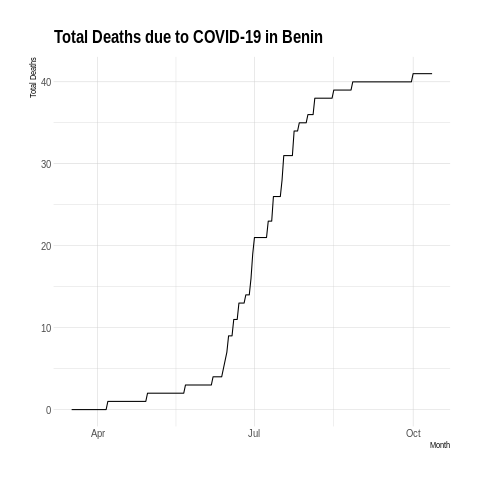 Total Deaths due to COVID-19 in Benin
Total Deaths
40
30
20
10
0
Apr
Jul
Oct
Month